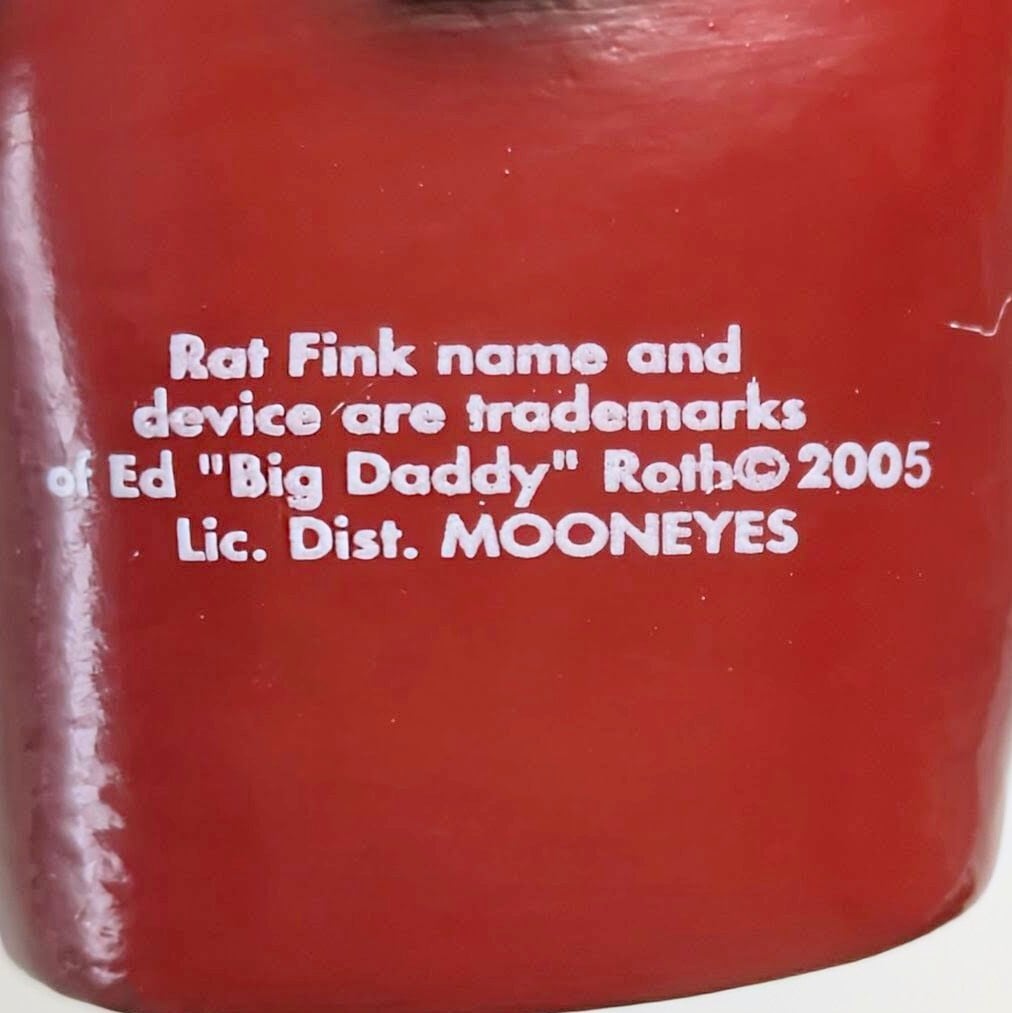 Rat Fink name and
device are trademarks
of Ed "Big Daddy" Roth© 2005
Lic. Dist. MOONEYES